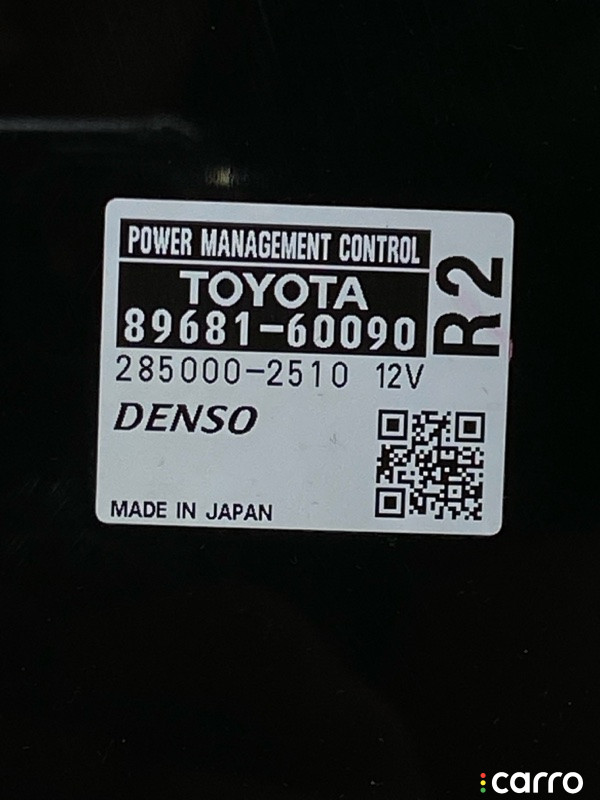 POWER MANAGEMENT CONTROL
TOYOTA
89681-60090
R2
285000-2510 12V
DENSO
MADE IN JAPAN
carro